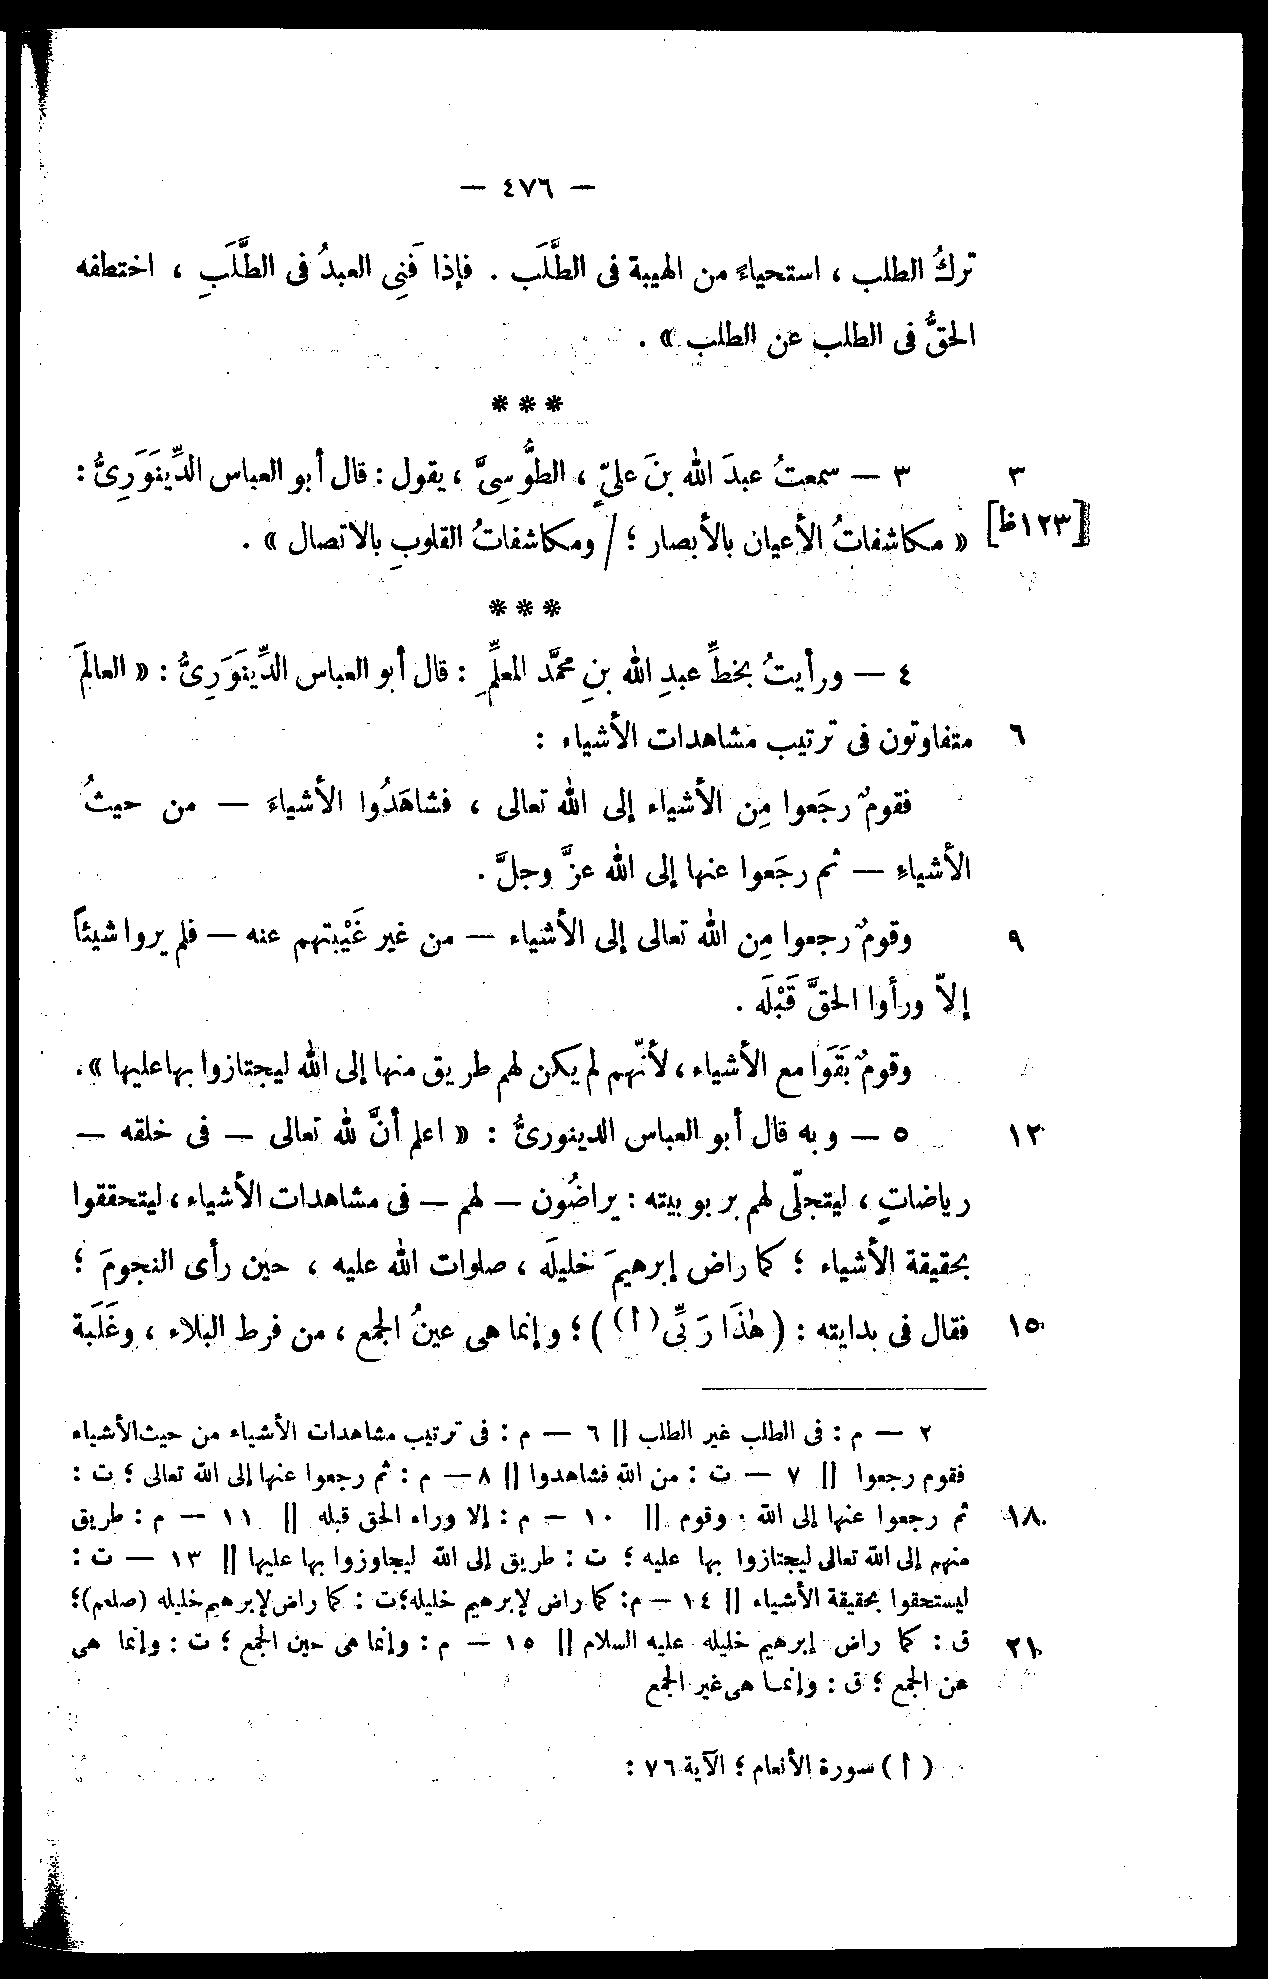 — ٤٧٦ —
تركُ الطلب ، استحياءً من الهيبة فى الطَّلَب . فإذا فَنِى العبدُ فى الطَّلَبِ ، اختطفه
الحقُّ فى الطلب عن الطلب » .
***
٣ ٣ — سمعتُ عبدَ الله بنَ علىٍّ ، الطُّوسِىَّ ، يقول : قال أبو العباس الدِّينَوَرِىُّ :
[١٢٣ظ] « مكاشفاتُ الأعيان بالأبصار ؛ / ومكاشفاتُ القلوبِ بالاتصال » .
***
٤ — ورأيتُ بخطِّ عبدِ الله بنِ محمَّد المعلِّمِ : قال أبو العباس الدِّينَوَرِىُّ : « العالَم
٦ متفاوتون فى ترتيب مشاهدات الأشياء :
فقومٌ رجَعوا مِن الأشياء إلى الله تعالى ، فشاهَدُوا الأشياءَ — من حيثُ
الأشياءِ — ثم رجَعوا عنها إلى الله عزَّ وجلَّ .
٩ وقومٌ رجعوا مِن الله تعالى إلى الأشياء — من غير غَيْبتهم عنه — فلم يروا شيئاً
إلاّ ورأوا الحقَّ قَبْلَه .
وقومٌ بَقَوَا مع الأشياء ، لأنّهم لم يكن لهم طريق منها إلى الله ليجتازوا بها عليها » .
١٢ ٥ — وبه قال أبو العباس الدينورىُّ : « اعلم أنَّ لله تعالى — فى خلقه —
رياضاتٍ ، ليتجلّى لهم بربوبيته : يراضُون — لهم — فى مشاهدات الأشياء ، ليتحققوا
بحقيقة الأشياء ؛ كما راض إبرهيمَ خليلَه ، صلوات الله عليه ، حين رأى النجومَ ؛
١٥ فقال فى بدايته : ( هٰذَا رَبِّى (أ) ) ؛ وإنما هى عينُ الجمع ، من فرط البلاء ، وغَلَبة
٢ — م : فى الطلب غير الطلب || ٦ — م : فى ترتيب مشاهدات الأشياء من حيث الأشياء
فقوم رجعوا || ٧ — ت : من الله فشاهدوا || ٨ — م : ثم رجعوا عنها إلى الله تعالى ؛ ت :
١٨ ثم رجعوا عنها إلى الله . وقوم || ١٠ — م : إلا وراء الحق قبله || ١١ — م : طريق
منهم إلى الله تعالى ليجتازوا بها عليه ؛ ت : طريق إلى الله ليجاوزوا بها عليها || ١٣ — ت :
ليستحقوا بحقيقة الأشياء || ١٤ — م : كما راض لإبرهيم خليله ؛ ت : كما راض لإبرهيم خليله (صلعم) ؛
٢١ ق : كما راض إبرهيم خليله عليه السلام || ١٥ — م : وإنما هى حين الجمع ؛ ت : وإنما هى
عن الجمع ؛ ق : وإنما هى غير الجمع
( أ ) سورة الأنعام ؛ الآية ٧٦ :